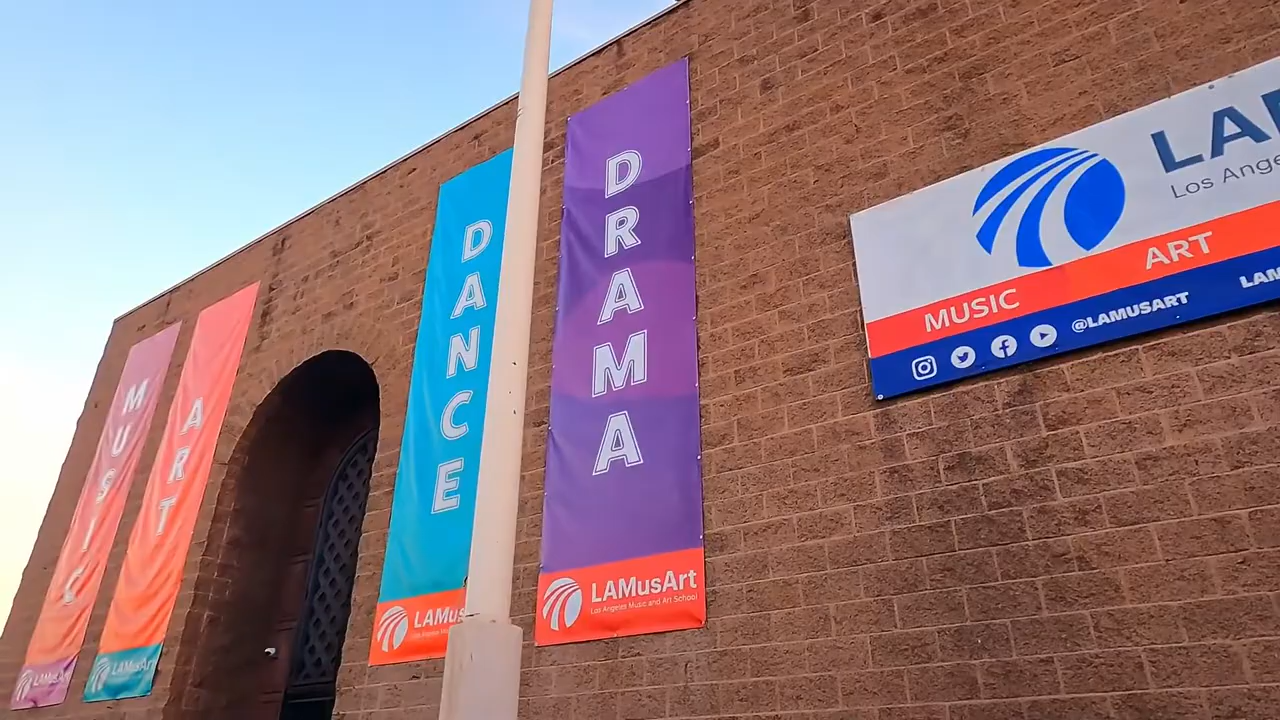 MUSIC
LAMusArt
ART
LAMusArt
DANCE
LAMus
DRAMA
LAMusArt
Los Angeles Music and Art School
LA
Los Ange
MUSIC ART
@LAMUSART LAM